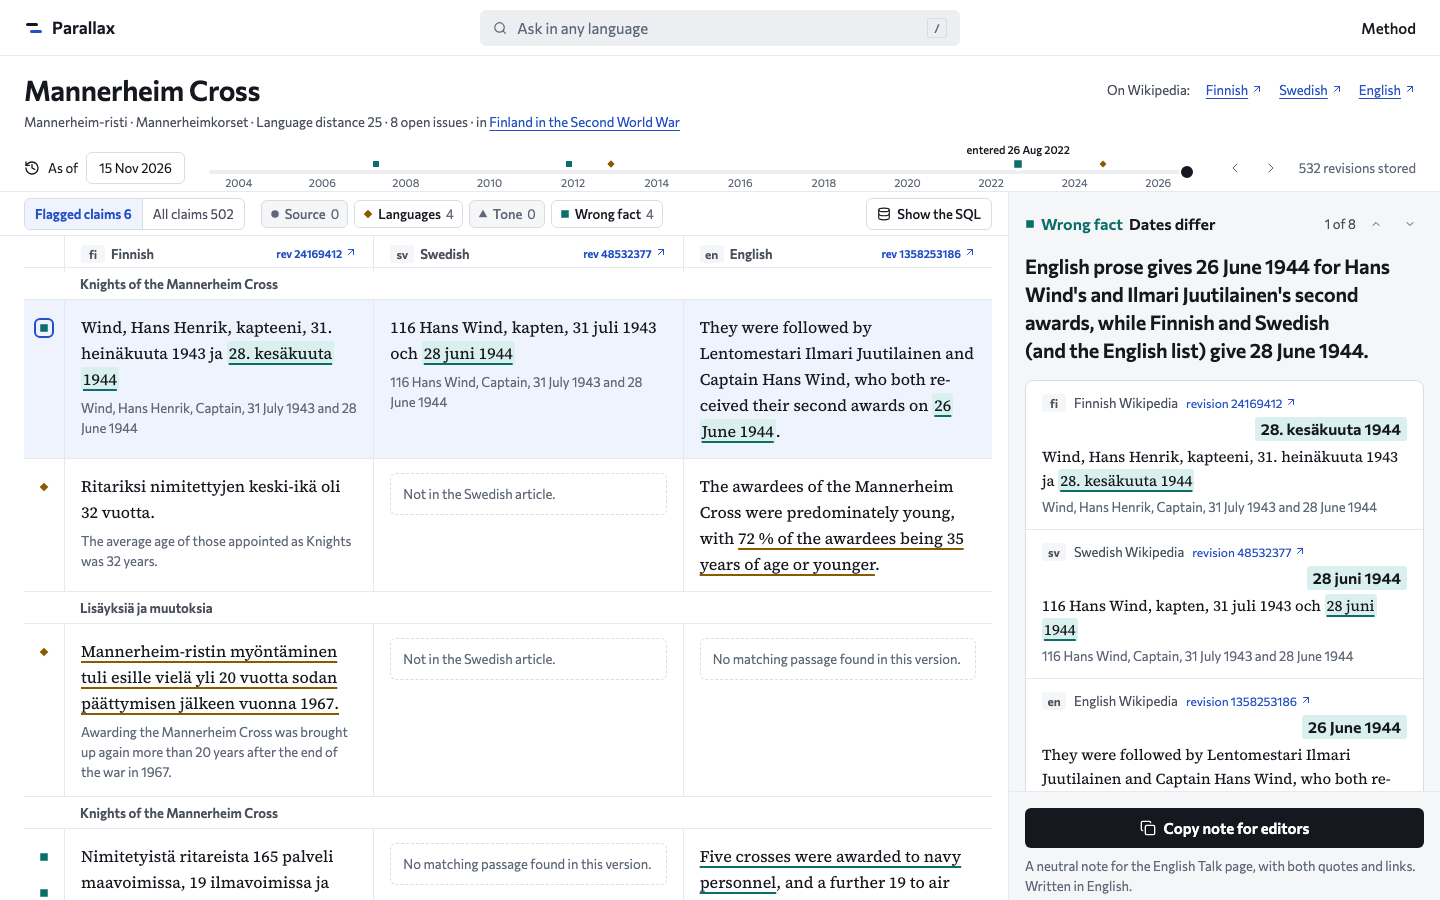 Parallax
Ask in any language
/
Method
Mannerheim Cross
On Wikipedia: Finnish Swedish English
Mannerheim-risti · Mannerheimkorset · Language distance 25 · 8 open issues · in Finland in the Second World War
As of
15 Nov 2026
entered 26 Aug 2022
2004 2006 2008 2010 2012 2014 2016 2018 2020 2022 2024 2026
532 revisions stored
Flagged claims 6
All claims 502
Source 0
Languages 4
Tone 0
Wrong fact 4
Show the SQL
fi Finnish rev 24169412
sv Swedish rev 48532377
en English rev 1358253186
Knights of the Mannerheim Cross
Wind, Hans Henrik, kapteeni, 31.
heinäkuuta 1943 ja 28. kesäkuuta
1944
Wind, Hans Henrik, Captain, 31 July 1943 and 28
June 1944
116 Hans Wind, kapten, 31 juli 1943
och 28 juni 1944
116 Hans Wind, Captain, 31 July 1943 and 28
June 1944
They were followed by
Lentomestari Ilmari Juutilainen and
Captain Hans Wind, who both re-
ceived their second awards on 26
June 1944.
Ritariksi nimitettyjen keski-ikä oli
32 vuotta.
The average age of those appointed as Knights
was 32 years.
Not in the Swedish article.
The awardees of the Mannerheim
Cross were predominately young,
with 72 % of the awardees being 35
years of age or younger.
Lisäyksiä ja muutoksia
Mannerheim-ristin myöntäminen
tuli esille vielä yli 20 vuotta sodan
päättymisen jälkeen vuonna 1967.
Awarding the Mannerheim Cross was brought
up again more than 20 years after the end of
the war in 1967.
Not in the Swedish article.
No matching passage found in this version.
Knights of the Mannerheim Cross
Nimitetyistä ritareista 165 palveli
maavoimissa, 19 ilmavoimissa ja
No matching passage found in this version.
Five crosses were awarded to navy
personnel, and a further 19 to air
Wrong fact Dates differ
1 of 8
English prose gives 26 June 1944 for Hans
Wind's and Ilmari Juutilainen's second
awards, while Finnish and Swedish
(and the English list) give 28 June 1944.
fi Finnish Wikipedia revision 24169412
28. kesäkuuta 1944
Wind, Hans Henrik, kapteeni, 31. heinäkuuta 1943
ja 28. kesäkuuta 1944
Wind, Hans Henrik, Captain, 31 July 1943 and 28 June 1944
sv Swedish Wikipedia revision 48532377
28 juni 1944
116 Hans Wind, kapten, 31 juli 1943 och 28 juni
1944
116 Hans Wind, Captain, 31 July 1943 and 28 June 1944
en English Wikipedia revision 1358253186
26 June 1944
They were followed by Lentomestari Ilmari
Juutilainen and Captain Hans Wind, who both re-
Copy note for editors
A neutral note for the English Talk page, with both quotes and links.
Written in English.